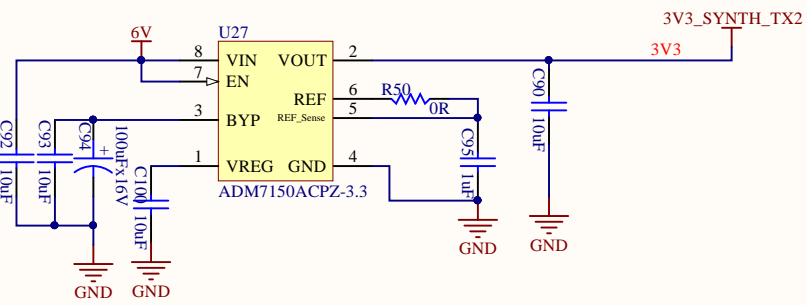 3V3_SYNTH_TX2
6V
U27
3V3
8 VIN VOUT 2
7 EN
REF 6 R50 0R
3 BYP REF_Sense 5
1 VREG GND 4
ADM7150ACPZ-3.3
C92 10uF
C93 10uF
C94 + 100uFx16V
C100 10uF
C95 1uF
C90 10uF
GND
GND
GND
GND